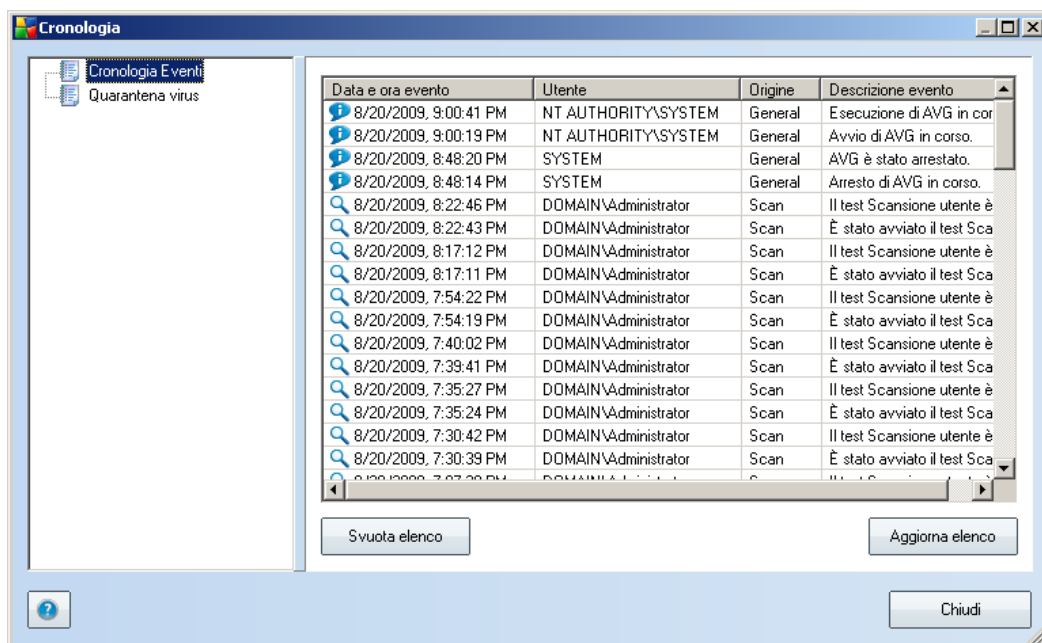 Cronologia
Cronologia Eventi
Quarantena virus
Data e ora evento Utente Origine Descrizione evento
8/20/2009, 9:00:41 PM NT AUTHORITY\SYSTEM General Esecuzione di AVG in cor
8/20/2009, 9:00:19 PM NT AUTHORITY\SYSTEM General Avvio di AVG in corso.
8/20/2009, 8:48:20 PM SYSTEM General AVG è stato arrestato.
8/20/2009, 8:48:14 PM SYSTEM General Arresto di AVG in corso.
8/20/2009, 8:22:46 PM DOMAIN\Administrator Scan Il test Scansione utente è
8/20/2009, 8:22:43 PM DOMAIN\Administrator Scan È stato avviato il test Sca
8/20/2009, 8:17:12 PM DOMAIN\Administrator Scan Il test Scansione utente è
8/20/2009, 8:17:11 PM DOMAIN\Administrator Scan È stato avviato il test Sca
8/20/2009, 7:54:22 PM DOMAIN\Administrator Scan Il test Scansione utente è
8/20/2009, 7:54:19 PM DOMAIN\Administrator Scan È stato avviato il test Sca
8/20/2009, 7:40:02 PM DOMAIN\Administrator Scan Il test Scansione utente è
8/20/2009, 7:39:41 PM DOMAIN\Administrator Scan È stato avviato il test Sca
8/20/2009, 7:35:27 PM DOMAIN\Administrator Scan Il test Scansione utente è
8/20/2009, 7:35:24 PM DOMAIN\Administrator Scan È stato avviato il test Sca
8/20/2009, 7:30:42 PM DOMAIN\Administrator Scan Il test Scansione utente è
8/20/2009, 7:30:39 PM DOMAIN\Administrator Scan È stato avviato il test Sca
Svuota elenco
Aggiorna elenco
Chiudi